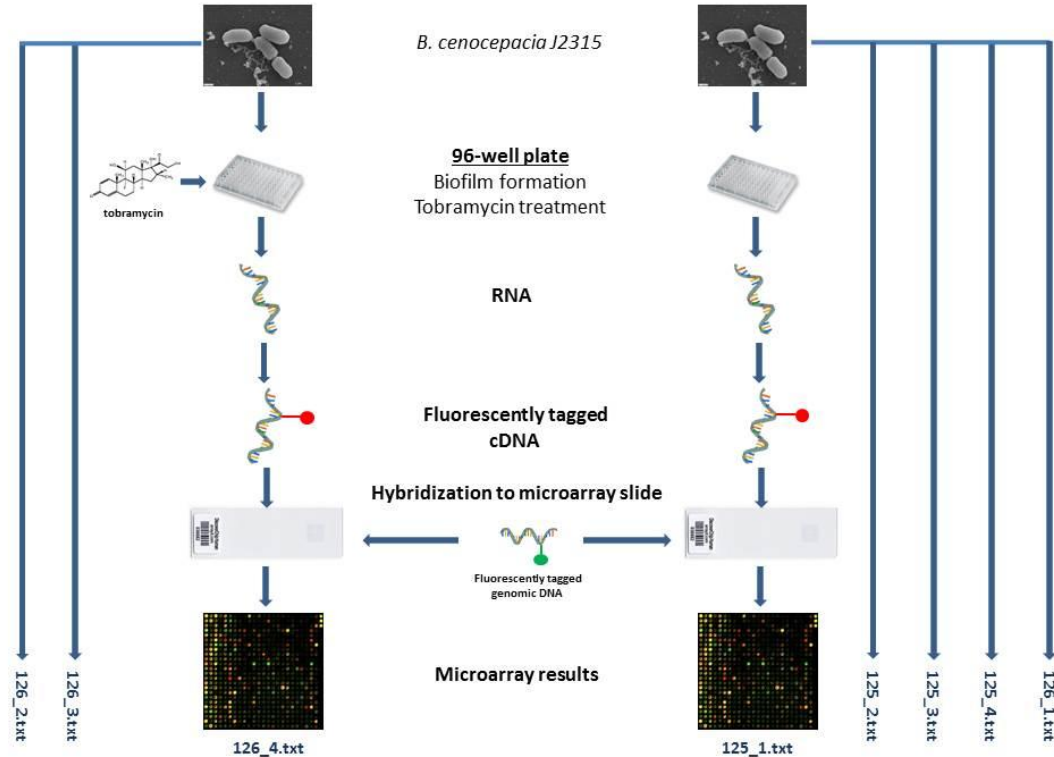 B. cenocepacia J2315
96-well plate
Biofilm formation
Tobramycin treatment
tobramycin
RNA
Fluorescently tagged
cDNA
Hybridization to microarray slide
Fluorescently tagged
genomic DNA
Microarray results
126_2.txt
126_3.txt
126_4.txt
125_1.txt
125_2.txt
125_3.txt
125_4.txt
126_1.txt